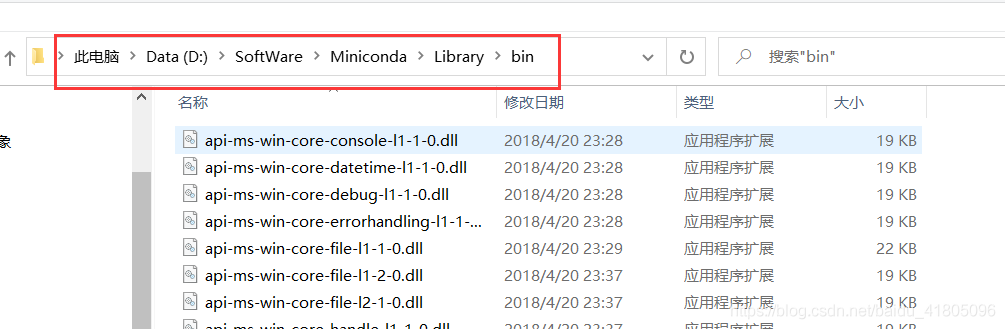 此电脑 Data (D:) SoftWare Miniconda Library bin 搜索"bin"
名称 修改日期 类型 大小
象
api-ms-win-core-console-l1-1-0.dll 2018/4/20 23:28 应用程序扩展 19 KB
api-ms-win-core-datetime-l1-1-0.dll 2018/4/20 23:28 应用程序扩展 19 KB
api-ms-win-core-debug-l1-1-0.dll 2018/4/20 23:28 应用程序扩展 19 KB
api-ms-win-core-errorhandling-l1-1-... 2018/4/20 23:28 应用程序扩展 19 KB
api-ms-win-core-file-l1-1-0.dll 2018/4/20 23:29 应用程序扩展 22 KB
api-ms-win-core-file-l1-2-0.dll 2018/4/20 23:37 应用程序扩展 19 KB
api-ms-win-core-file-l2-1-0.dll 2018/4/20 23:37 应用程序扩展 19 KB
api-ms-win-core-handle-l1-1-0.dll 2018/4/20 23:28 应用程序扩展 19 KB
https://blog.csdn.net/baidu_41805096